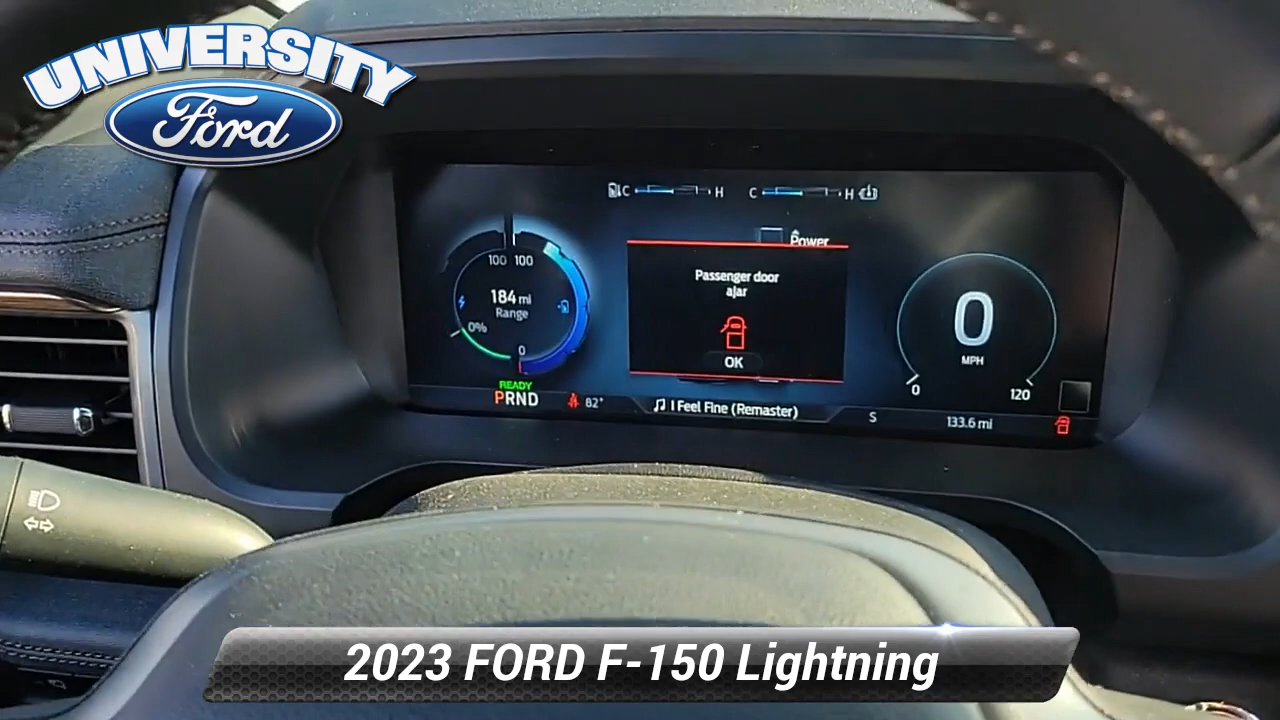 UNIVERSITY
Ford
C H C H
Power
100 100
184 mi
Range
0%
0
READY
PRND
82°
Passenger door
ajar
OK
I Feel Fine (Remaster)
0
MPH
0 120
S
133.6 mi
2023 FORD F-150 Lightning